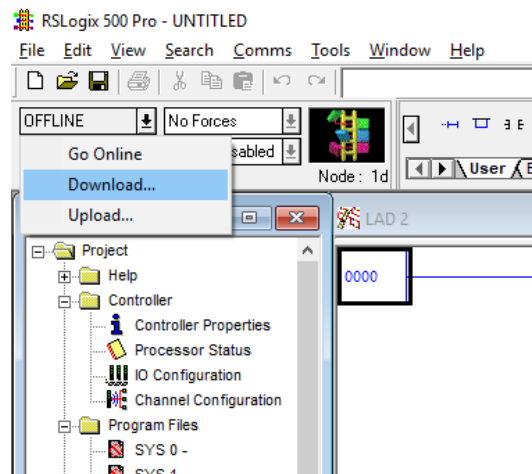 RSLogix 500 Pro - UNTITLED
File Edit View Search Comms Tools Window Help
OFFLINE No Forces
sabled
Node : 1d
User
Go Online
Download...
Upload...
LAD 2
Project
Help
Controller
Controller Properties
Processor Status
IO Configuration
Channel Configuration
Program Files
SYS 0 -
SYS 1
0000